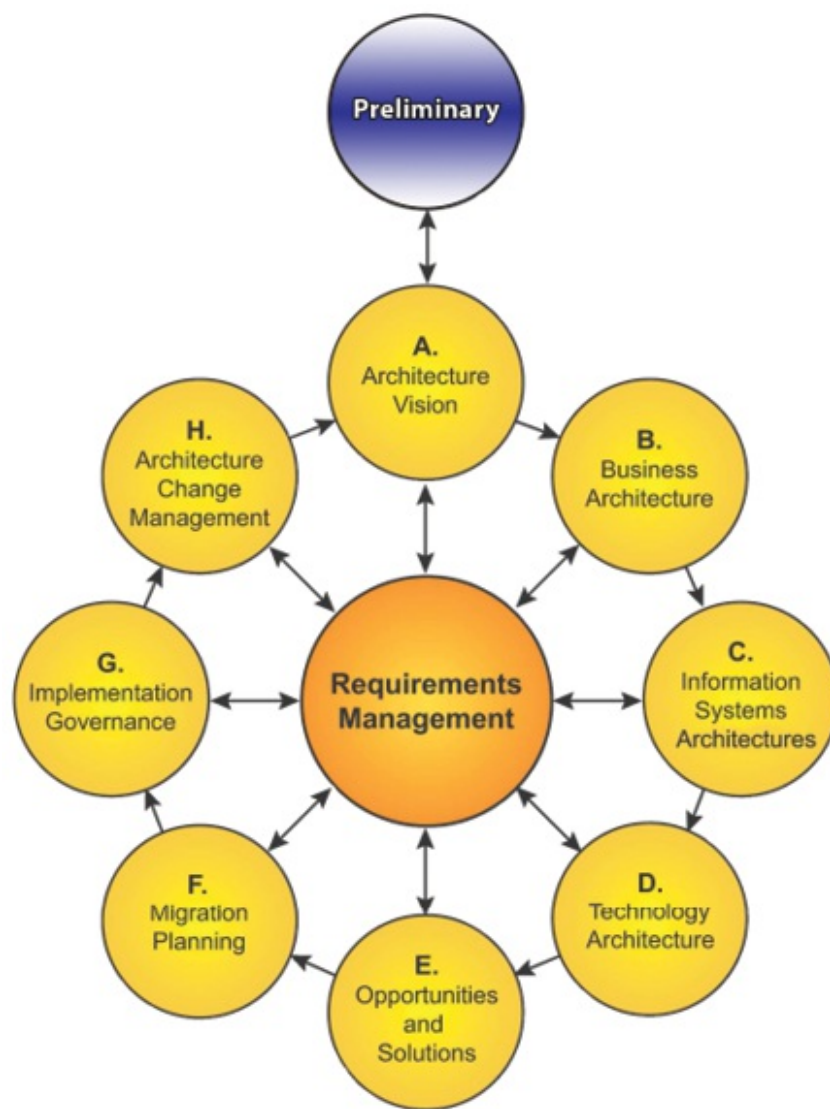 Preliminary
A.
Architecture
Vision
B.
Business
Architecture
C.
Information
Systems
Architectures
D.
Technology
Architecture
E.
Opportunities
and
Solutions
F.
Migration
Planning
G.
Implementation
Governance
H.
Architecture
Change
Management
Requirements
Management